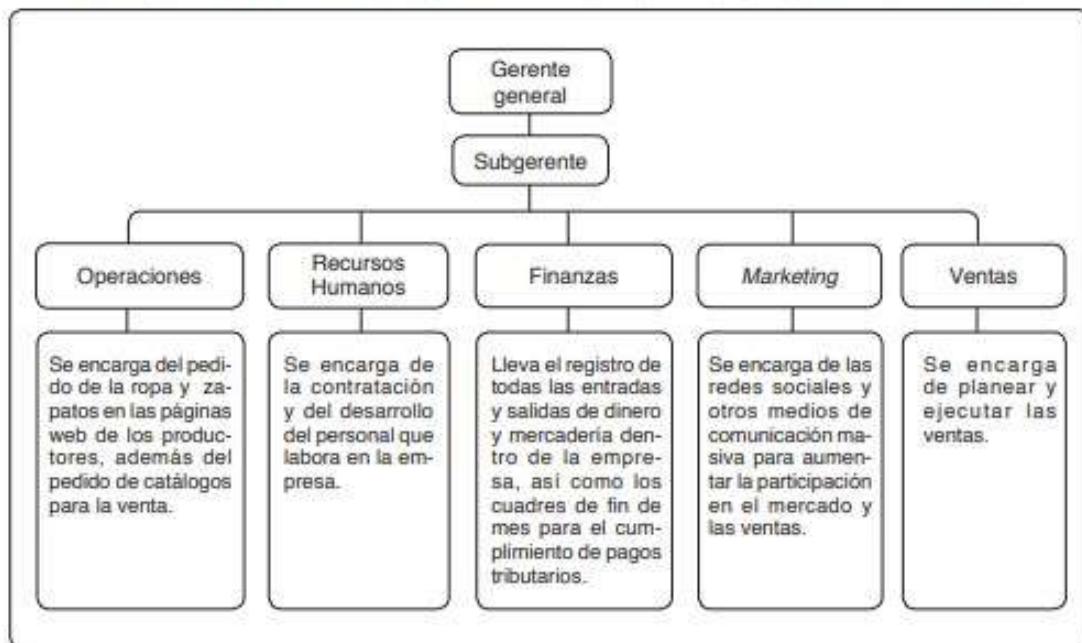 Gerente
general
Subgerente
Operaciones
Recursos
Humanos
Finanzas
Marketing
Ventas
Se encarga del pedi-
do de la ropa y za-
patos en las páginas
web de los produc-
tores, además del
pedido de catálogos
para la venta.
Se encarga de
la contratación
y del desarrollo
del personal que
labora en la em-
presa.
Lleva el registro de
todas las entradas
y salidas de dinero
y mercadería den-
tro de la empre-
sa, así como los
cuadres de fin de
mes para el cum-
plimiento de pagos
tributarios.
Se encarga de las
redes sociales y
otros medios de
comunicación ma-
siva para aumen-
tar la participación
en el mercado y
las ventas.
Se encarga
de planear y
ejecutar las
ventas.